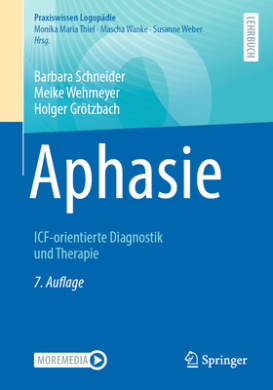 Praxiswissen Logopädie
Monika Maria Thiel · Mascha Wanke · Susanne Weber
Hrsg.
LEHRBUCH
Barbara Schneider
Meike Wehmeyer
Holger Grötzbach
Aphasie
ICF-orientierte Diagnostik
und Therapie
7. Auflage
MOREMEDIA
Springer